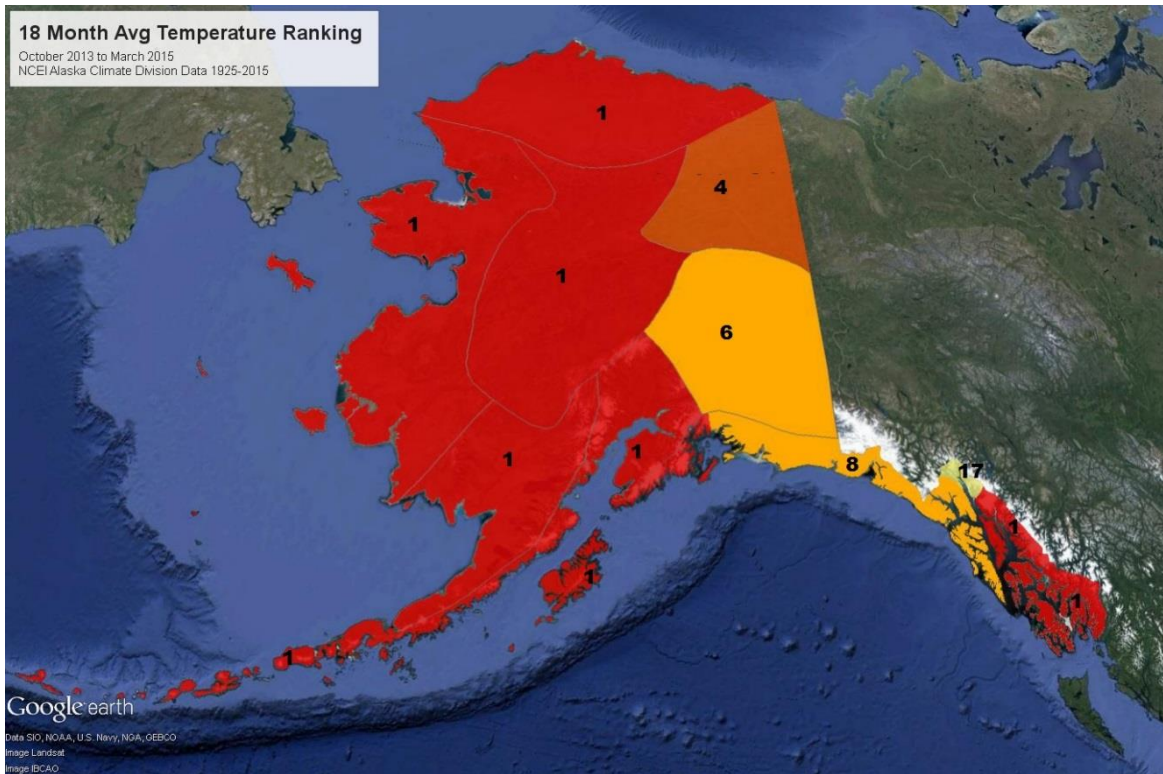 18 Month Avg Temperature Ranking
October 2013 to March 2015
NCEI Alaska Climate Division Data 1925-2015
1
4
1
1
6
1
1
8
17
1
1
1
1
Google earth
Data SIO, NOAA, U.S. Navy, NGA, GEBCO
Image Landsat
Image IBCAO